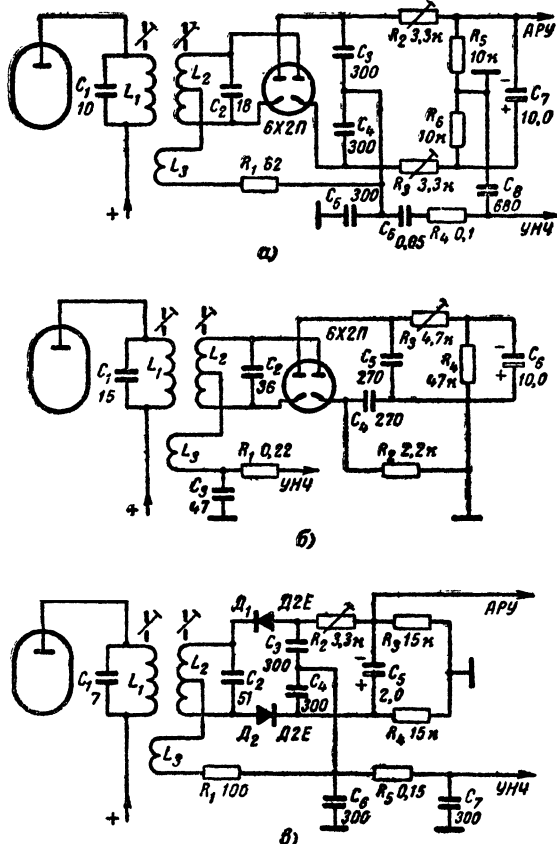 R₂ 3,3к
АРУ
C₃
300
R₅
10к
C₁
10
L₁
L₂
C₂
18
6Х2П
C₄
300
R₆
10к
−
+
C₇
10,0
L₃
R₁ 62
R₃ 3,3к
C₈
680
C₅
300
C₆
0,05
R₄ 0,1
УНЧ
+
а)
6Х2П
R₃
4,7к
C₁
15
L₁
L₂
C₂
36
C₅
270
R₄
47к
−
+
C₆
10,0
C₄
270
L₃
R₁ 0,22
УНЧ
R₂ 2,2к
C₃
47
+
б)
Д₁
Д2Е
АРУ
C₃
300
R₂ 3,3к
R₃ 15к
C₁
7
L₁
L₂
C₂
51
C₄
300
−
+
C₅
2,0
Д₂
Д2Е
R₄ 15к
L₃
R₁ 100
R₅ 0,15
УНЧ
C₆
300
C₇
300
+
в)